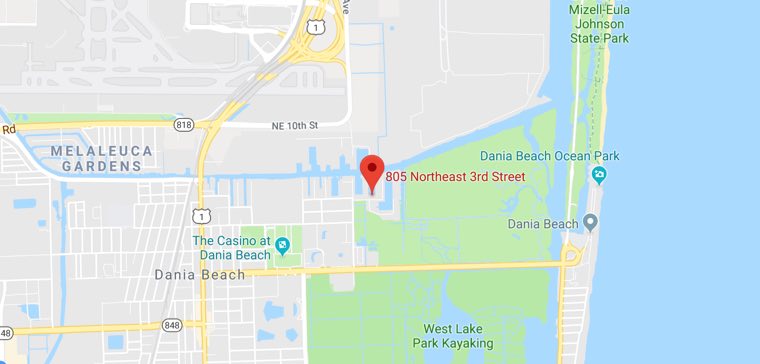 Mizell-Eula
Johnson
State Park
Ave
1
818
NE 10th St
Rd
MELALEUCA
GARDENS
Dania Beach Ocean Park
805 Northeast 3rd Street
1
Dania Beach
The Casino at
Dania Beach
Dania Beach
848
48
West Lake
Park Kayaking